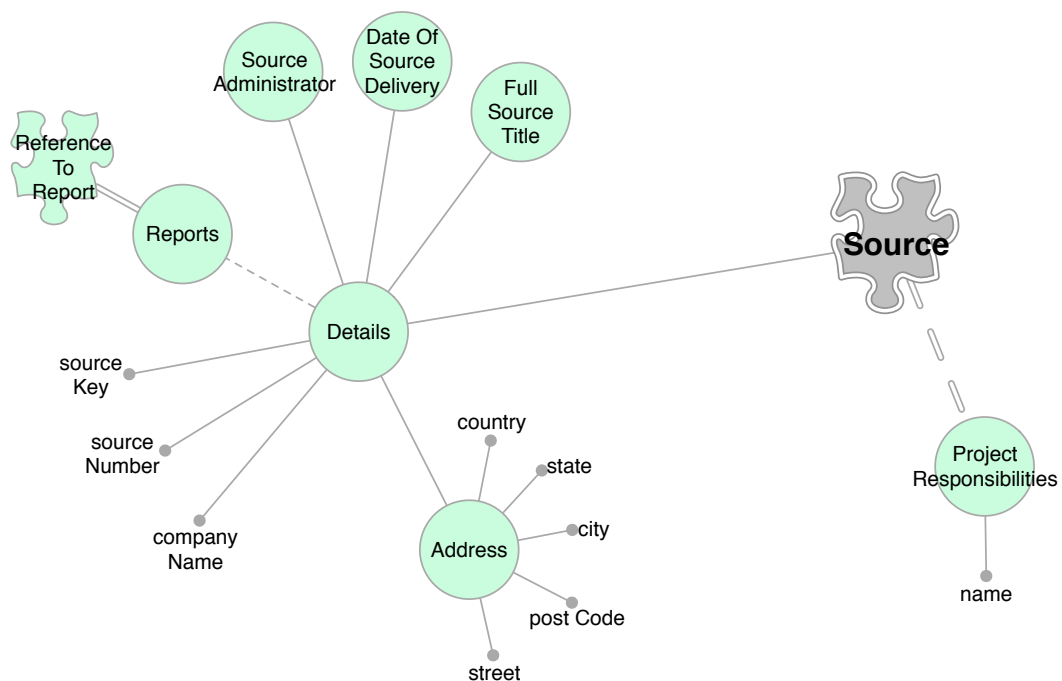 Date Of
Source
Delivery
Source
Administrator
Full
Source
Title
Reference
To
Report
Reports
Source
Details
source
Key
source
Number
company
Name
country
state
city
Address
post Code
street
Project
Responsibilities
name